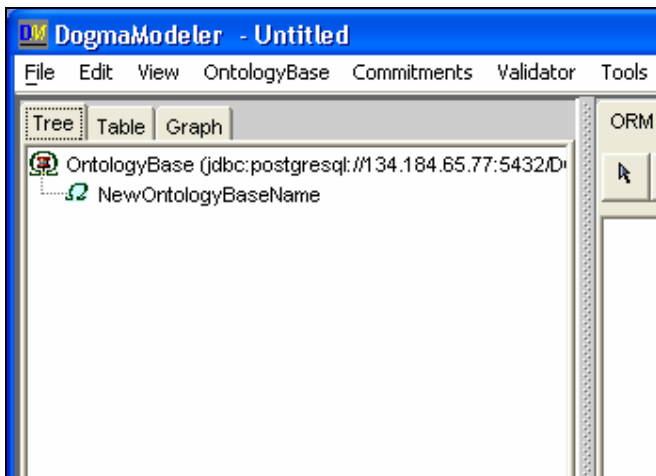 DM DogmaModeler - Untitled
File Edit View OntologyBase Commitments Validator Tools
Tree Table Graph
ORM
OntologyBase (jdbc:postgresql://134.184.65.77:5432/D
NewOntologyBaseName